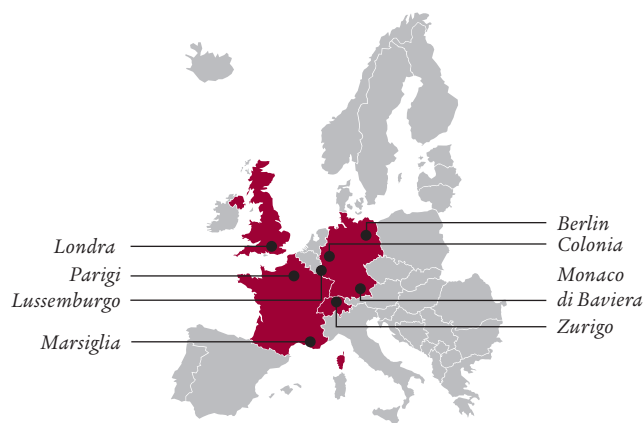 Londra
Parigi
Lussemburgo
Marsiglia
Berlin
Colonia
Monaco
di Baviera
Zurigo